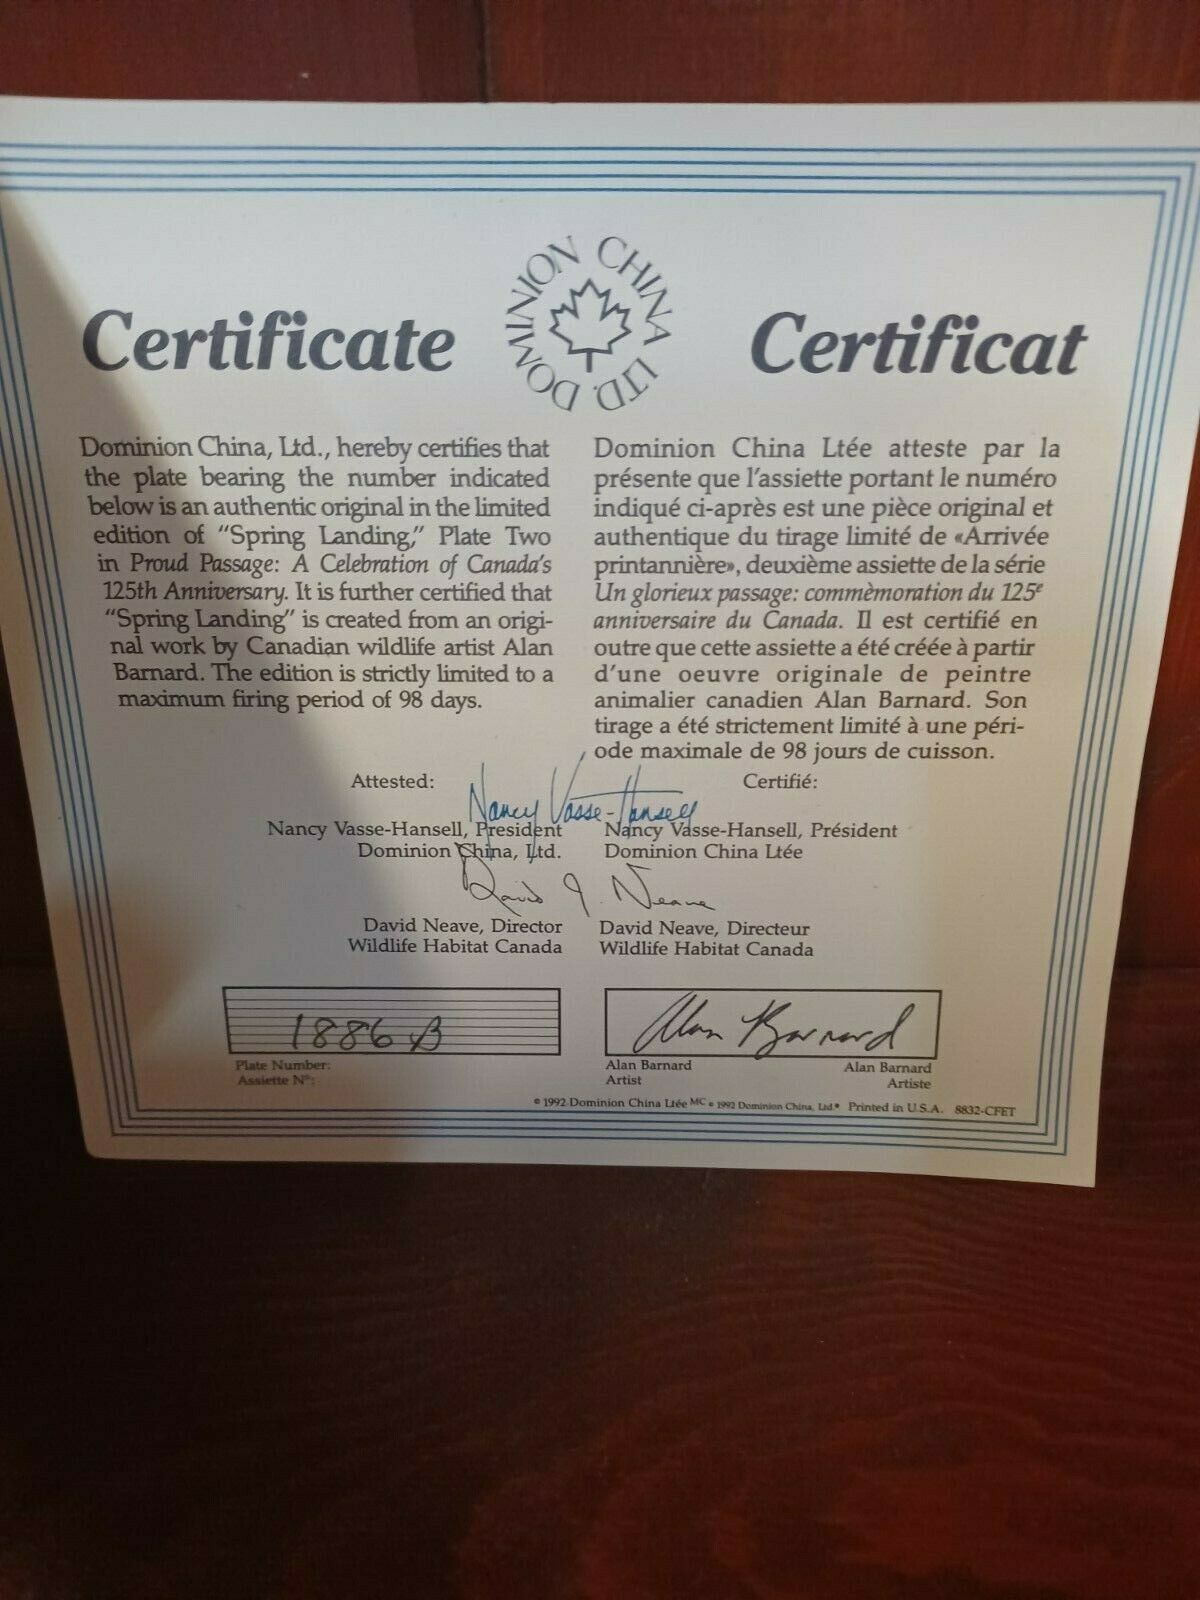 DOMINION CHINA LTD.
Certificate
Certificat
Dominion China, Ltd., hereby certifies that
the plate bearing the number indicated
below is an authentic original in the limited
edition of "Spring Landing," Plate Two
in Proud Passage: A Celebration of Canada's
125th Anniversary. It is further certified that
"Spring Landing" is created from an origi-
nal work by Canadian wildlife artist Alan
Barnard. The edition is strictly limited to a
maximum firing period of 98 days.
Dominion China Ltée atteste par la
présente que l'assiette portant le numéro
indiqué ci-après est une pièce original et
authentique du tirage limité de «Arrivée
printannière», deuxième assiette de la série
Un glorieux passage: commèmoration du 125e
anniversaire du Canada. Il est certifié en
outre que cette assiette a été créée à partir
d'une oeuvre originale de peintre
animalier canadien Alan Barnard. Son
tirage a été strictement limité à une péri-
ode maximale de 98 jours de cuisson.
Attested:
Certifié:
Nancy Vasse-Hansell
Nancy Vasse-Hansell, President
Dominion China, Ltd.
Nancy Vasse-Hansell, Président
Dominion China Ltée
David J. Neave
David Neave, Director
Wildlife Habitat Canada
David Neave, Directeur
Wildlife Habitat Canada
1886 B
Plate Number:
Assiette Nº:
Alan Barnard
Alan Barnard
Artist
Alan Barnard
Artiste
© 1992 Dominion China Ltée MC © 1992 Dominion China, Ltd.® Printed in U.S.A. 8832-CFET